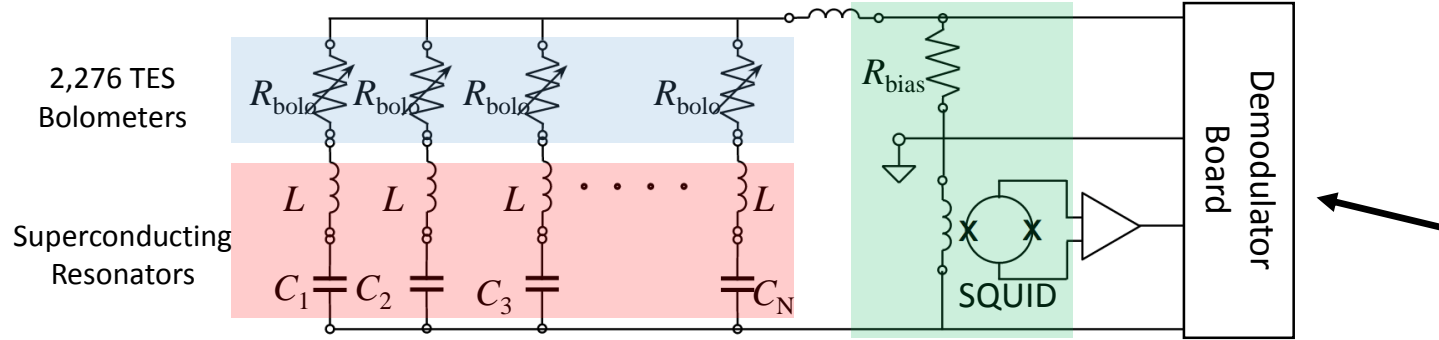 2,276 TES
Bolometers
R_bolo R_bolo R_bolo R_bolo
R_bias
Demodulator
Board
L L L L
Superconducting
Resonators
C_1 C_2 C_3 C_N
X X
SQUID